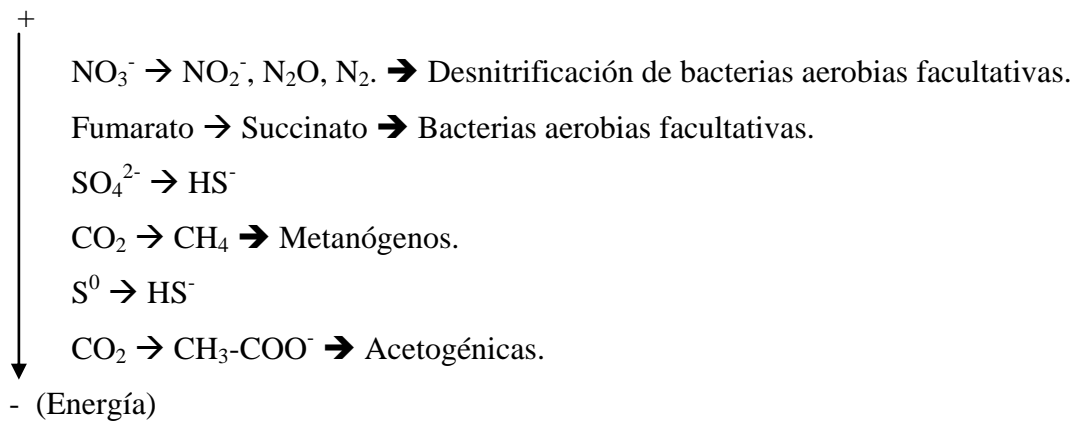 +
NO₃⁻ → NO₂⁻, N₂O, N₂. ➔ Desnitrificación de bacterias aerobias facultativas.
Fumarato → Succinato ➔ Bacterias aerobias facultativas.
SO₄²⁻ → HS⁻
CO₂ → CH₄ ➔ Metanógenos.
S⁰ → HS⁻
CO₂ → CH₃-COO⁻ ➔ Acetogénicas.
- (Energía)